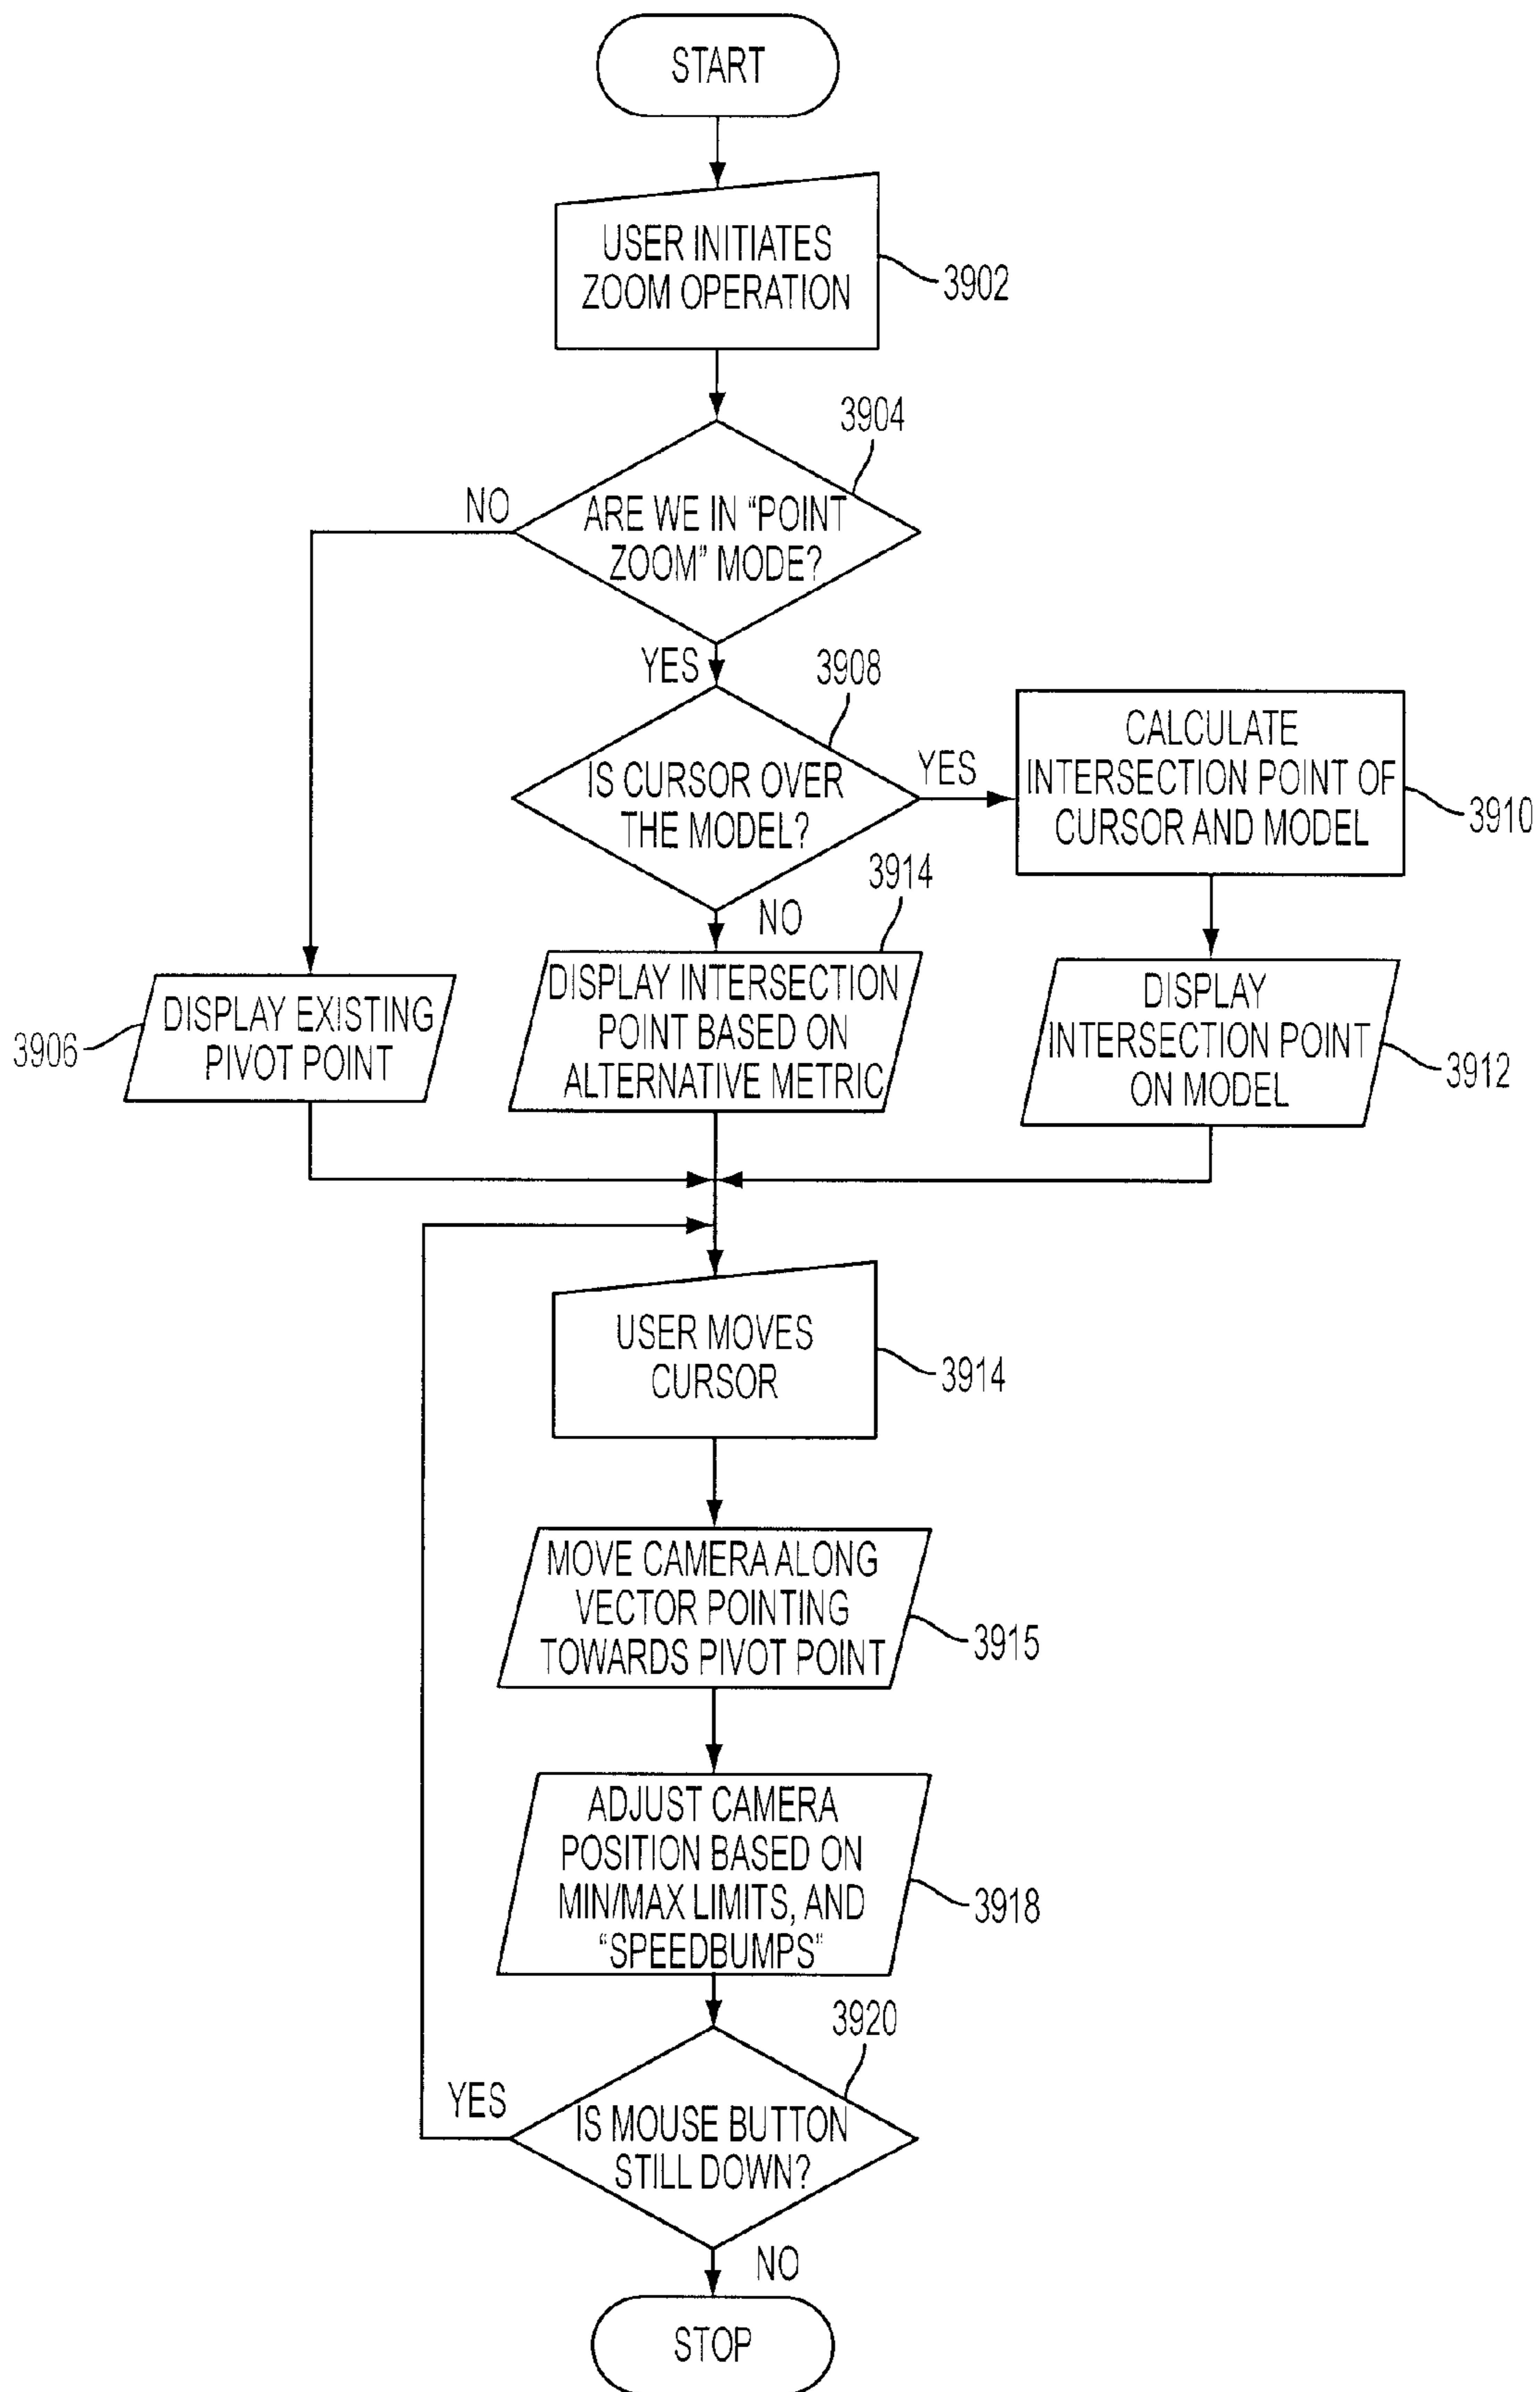 START
USER INITIATES
ZOOM OPERATION
3902
3904
ARE WE IN "POINT
ZOOM" MODE?
NO
YES
3908
IS CURSOR OVER
THE MODEL?
YES
CALCULATE
INTERSECTION POINT OF
CURSOR AND MODEL
3910
NO
3914
DISPLAY EXISTING
PIVOT POINT
3906
DISPLAY INTERSECTION
POINT BASED ON
ALTERNATIVE METRIC
DISPLAY
INTERSECTION POINT
ON MODEL
3912
USER MOVES
CURSOR
3914
MOVE CAMERA ALONG
VECTOR POINTING
TOWARDS PIVOT POINT
3915
ADJUST CAMERA
POSITION BASED ON
MIN/MAX LIMITS, AND
"SPEEDBUMPS"
3918
3920
YES
IS MOUSE BUTTON
STILL DOWN?
NO
STOP